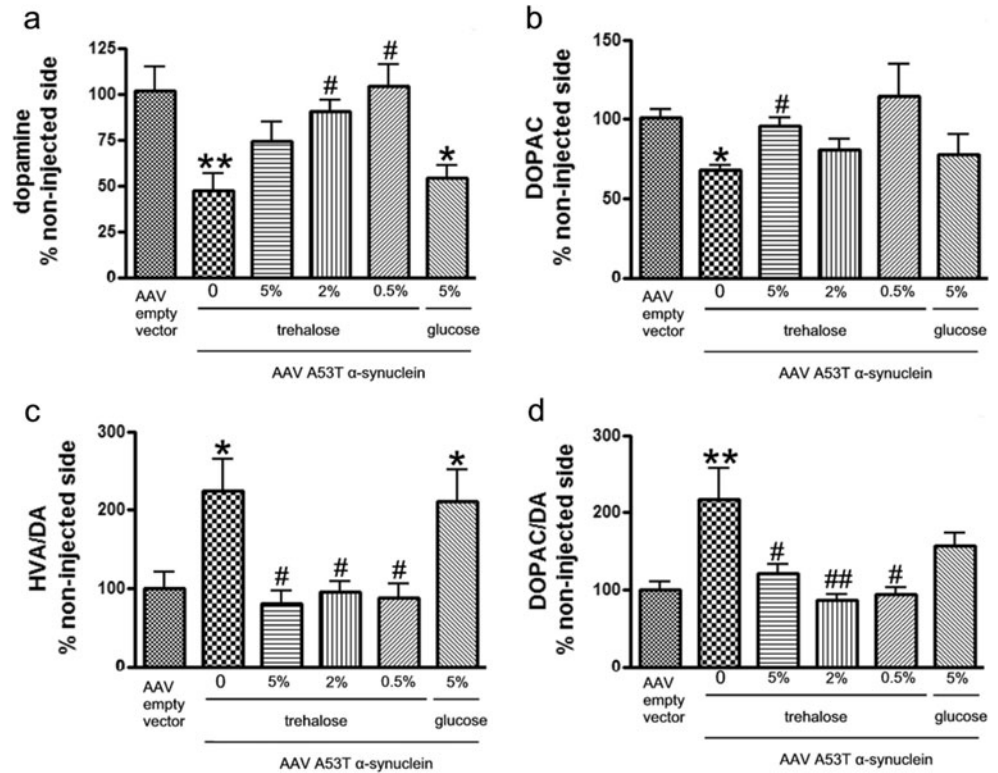 a
dopamine
% non-injected side
125
100
75
50
25
0
**
#
#
*
AAV
empty
vector
0
5%
2%
0.5%
5%
trehalose
glucose
AAV A53T α-synuclein
b
DOPAC
% non-injected side
150
100
50
0
*
#
AAV
empty
vector
0
5%
2%
0.5%
5%
trehalose
glucose
AAV A53T α-synuclein
c
HVA/DA
% non-injected side
300
200
100
0
*
#
#
#
*
AAV
empty
vector
0
5%
2%
0.5%
5%
trehalose
glucose
AAV A53T α-synuclein
d
DOPAC/DA
% non-injected side
300
200
100
0
**
#
##
#
AAV
empty
vector
0
5%
2%
0.5%
5%
trehalose
glucose
AAV A53T α-synuclein